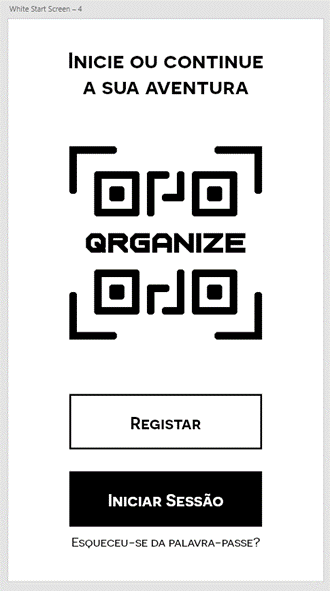 White Start Screen – 4
Inicie ou continue
a sua aventura
QRGANIZE
Registar
Iniciar Sessão
Esqueceu-se da palavra-passe?